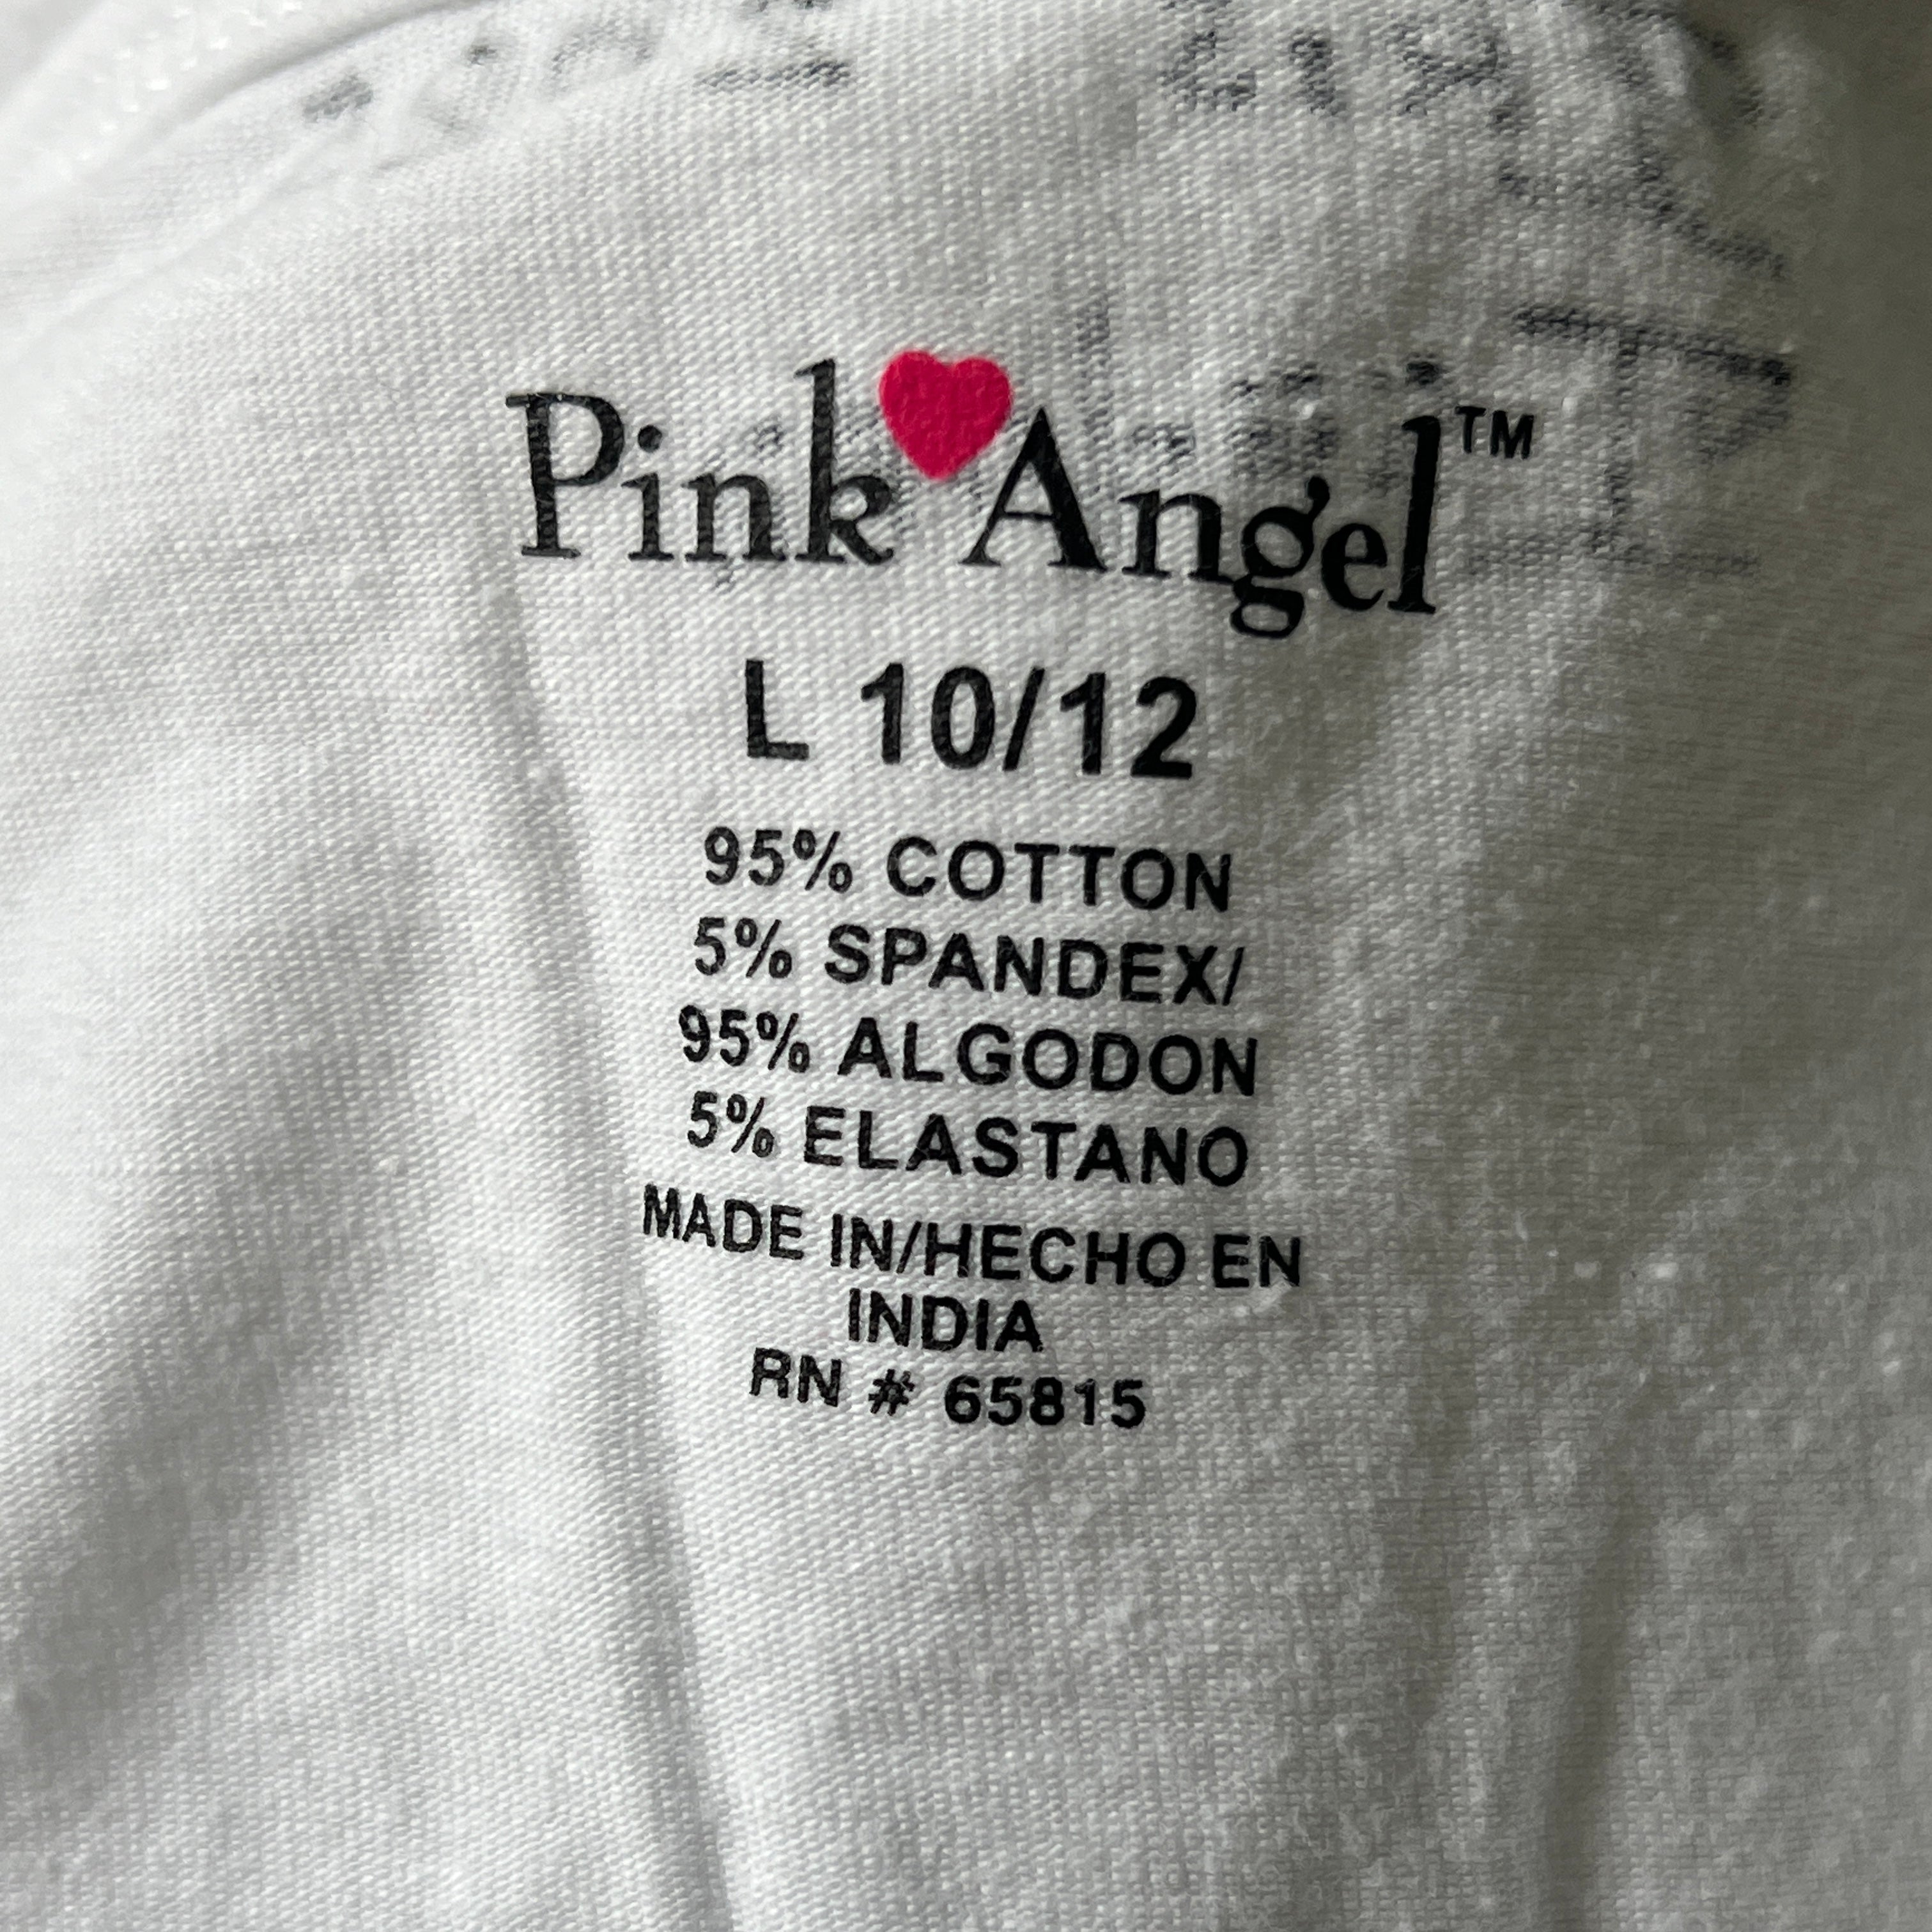 Pink Angel™
L 10/12
95% COTTON
5% SPANDEX/
95% ALGODON
5% ELASTANO
MADE IN/HECHO EN
INDIA
RN # 65815